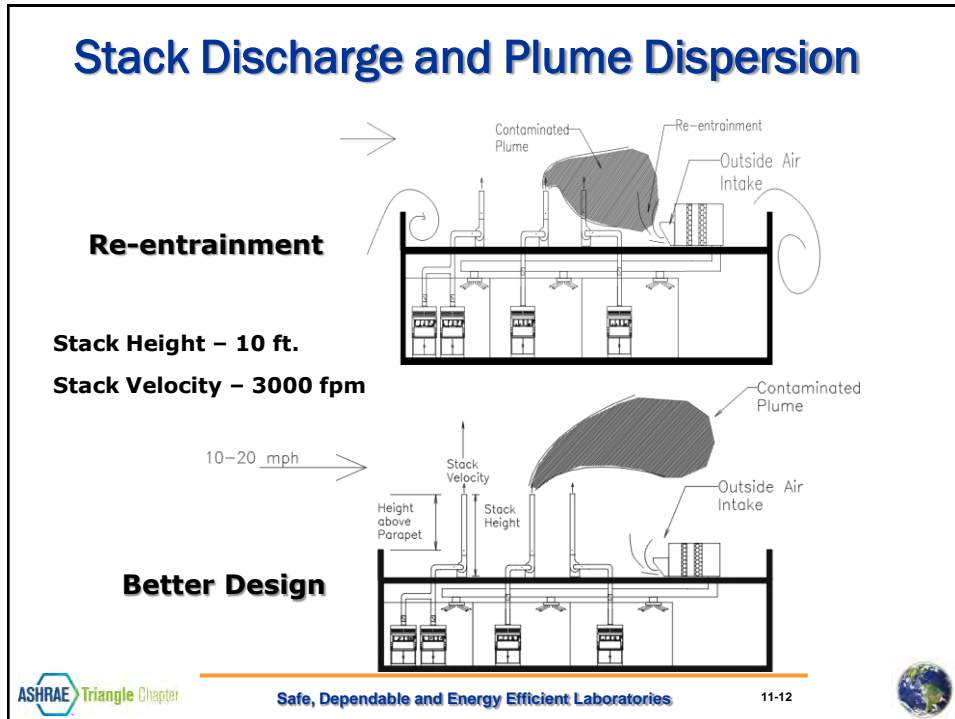 Stack Discharge and Plume Dispersion
Contaminated
Plume
Re-entrainment
Outside Air
Intake
Re-entrainment
Stack Height – 10 ft.
Stack Velocity – 3000 fpm
Contaminated
Plume
10-20 mph
Stack
Velocity
Height
above
Parapet
Stack
Height
Outside Air
Intake
Better Design
ASHRAE Triangle Chapter
Safe, Dependable and Energy Efficient Laboratories
11-12